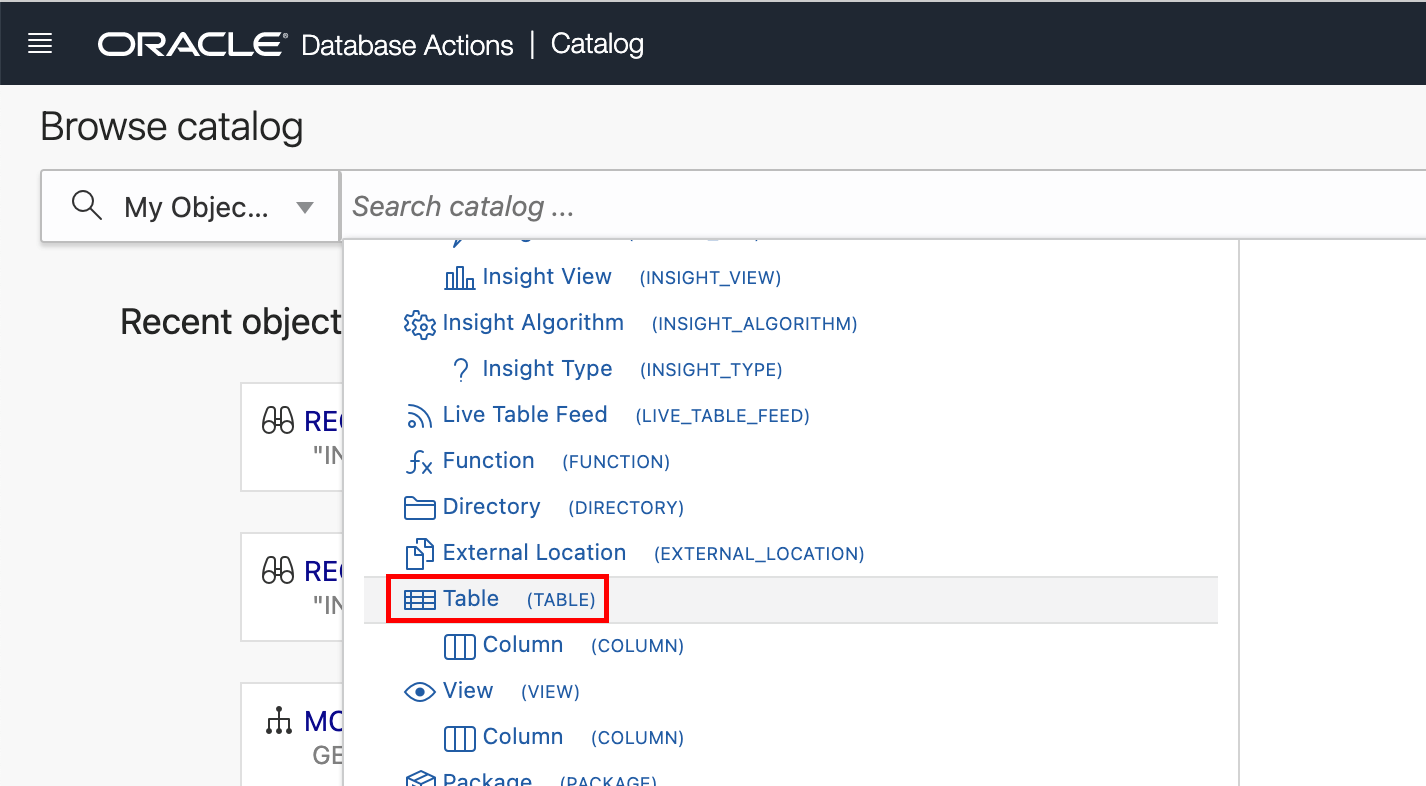 ORACLE® Database Actions | Catalog
Browse catalog
My Objec...
Search catalog ...
Insight View (INSIGHT_VIEW)
Recent object
Insight Algorithm (INSIGHT_ALGORITHM)
Insight Type (INSIGHT_TYPE)
Live Table Feed (LIVE_TABLE_FEED)
REC
"IN
Function (FUNCTION)
Directory (DIRECTORY)
External Location (EXTERNAL_LOCATION)
REC
"IN
Table (TABLE)
Column (COLUMN)
View (VIEW)
MO
GE
Column (COLUMN)
Package (PACKAGE)